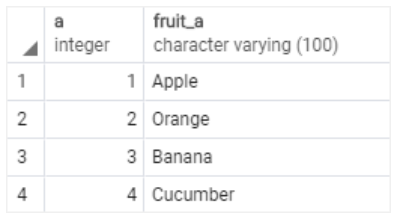 a fruit_a
integer character varying (100)
1 1 Apple
2 2 Orange
3 3 Banana
4 4 Cucumber